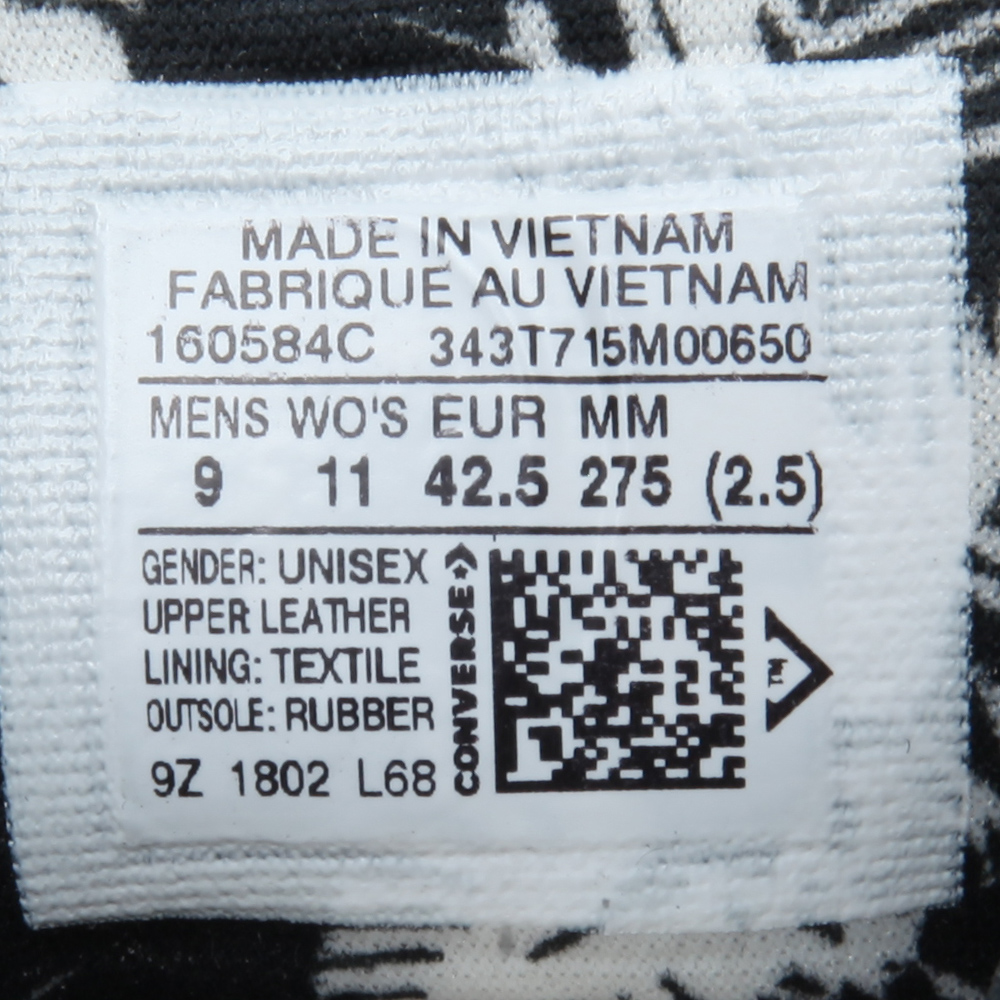 MADE IN VIETNAM
FABRIQUE AU VIETNAM
160584C 343T715M00650
MENS WO'S EUR MM
9 11 42.5 275 (2.5)
GENDER: UNISEX
UPPER LEATHER
LINING: TEXTILE
OUTSOLE: RUBBER
9Z 1802 L68
CONVERSE